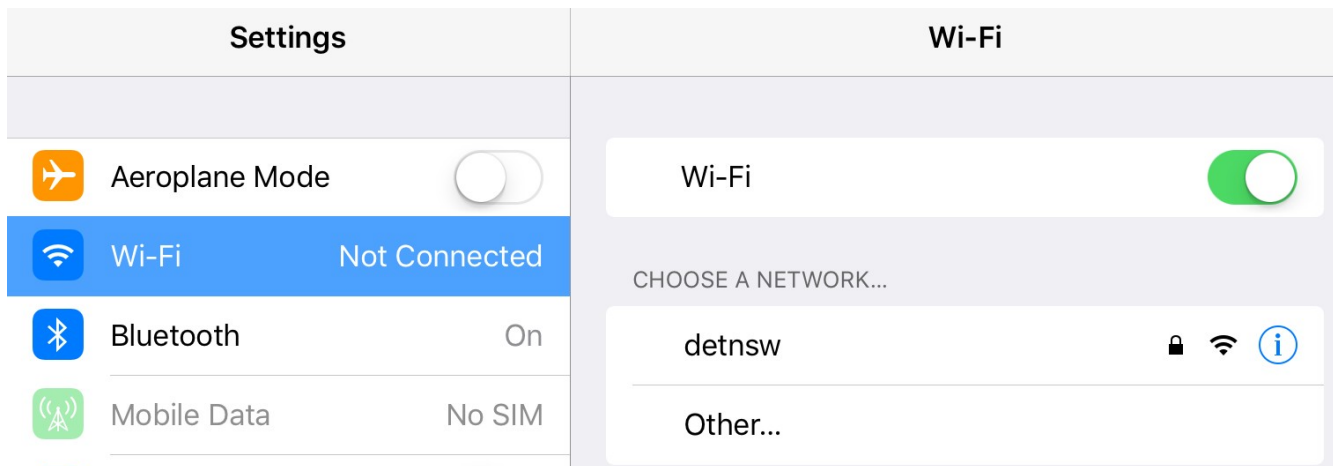 Settings
Aeroplane Mode
Wi-Fi Not Connected
Bluetooth On
Mobile Data No SIM
Wi-Fi
Wi-Fi
CHOOSE A NETWORK...
detnsw
Other...